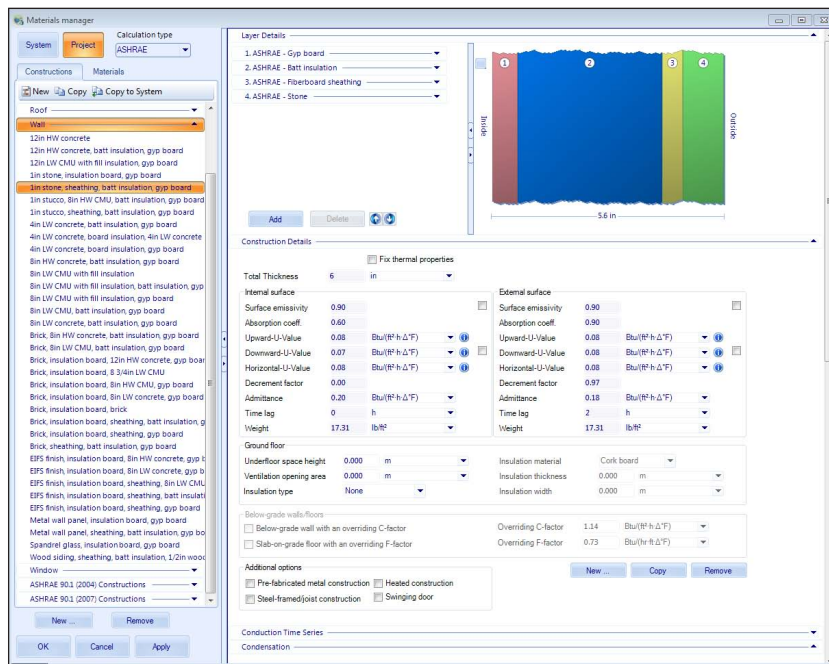 Materials manager
System
Project
Calculation type
ASHRAE
Constructions
Materials
New
Copy
Copy to System
Roof
Wall
12in HW concrete
12in HW concrete, batt insulation, gyp board
12in LW CMU with fill insulation, gyp board
1in stone, insulation board, gyp board
1in stone, sheathing, batt insulation, gyp board
1in stucco, 8in HW CMU, batt insulation, gyp board
1in stucco, sheathing, batt insulation, gyp board
4in LW concrete, batt insulation, gyp board
4in LW concrete, board insulation, 4in LW concrete
4in LW concrete, insulation board, gyp board
8in HW concrete, batt insulation, gyp board
8in LW CMU with fill insulation
8in LW CMU with fill insulation, batt insulation, gyp
8in LW CMU with fill insulation, gyp board
8in LW CMU, batt insulation, gyp board
8in LW concrete, batt insulation, gyp board
Brick, 8in HW concrete, batt insulation, gyp board
Brick, 8in LW CMU, batt insulation, gyp board
Brick, insulation board, 12in HW concrete, gyp boar
Brick, insulation board, 8 3/4in LW CMU
Brick, insulation board, 8in HW CMU, gyp board
Brick, insulation board, 8in LW concrete, gyp board
Brick, insulation board, brick
Brick, insulation board, sheathing, batt insulation, g
Brick, insulation board, sheathing, gyp board
Brick, sheathing, batt insulation, gyp board
EIFS finish, insulation board, 8in HW concrete, gyp b
EIFS finish, insulation board, 8in LW concrete, gyp b
EIFS finish, insulation board, sheathing, 8in LW CMU
EIFS finish, insulation board, sheathing, batt insulati
EIFS finish, insulation board, sheathing, gyp board
Metal wall panel, insulation board, gyp board
Metal wall panel, sheathing, batt insulation, gyp bo
Spandrel glass, insulation board, gyp board
Wood siding, sheathing, batt insulation, 1/2in wood
Window
ASHRAE 90.1 (2004) Constructions
ASHRAE 90.1 (2007) Constructions
New ...
Remove
OK
Cancel
Apply
Layer Details
1. ASHRAE - Gyp board
2. ASHRAE - Batt insulation
3. ASHRAE - Fiberboard sheathing
4. ASHRAE - Stone
Add
Delete
Inside
1
2
3
4
Outside
5.6 in
Construction Details
Fix thermal properties
Total Thickness 6 in
Internal surface
Surface emissivity 0.90
Absorption coeff. 0.60
Upward-U-Value 0.08 Btu/(ft²·h·Δ°F)
Downward-U-Value 0.07 Btu/(ft²·h·Δ°F)
Horizontal-U-Value 0.08 Btu/(ft²·h·Δ°F)
Decrement factor 0.00
Admittance 0.20 Btu/(ft²·h·Δ°F)
Time lag 0 h
Weight 17.31 lb/ft²
External surface
Surface emissivity 0.90
Absorption coeff. 0.90
Upward-U-Value 0.08 Btu/(ft²·h·Δ°F)
Downward-U-Value 0.08 Btu/(ft²·h·Δ°F)
Horizontal-U-Value 0.08 Btu/(ft²·h·Δ°F)
Decrement factor 0.97
Admittance 0.18 Btu/(ft²·h·Δ°F)
Time lag 2 h
Weight 17.31 lb/ft²
Ground floor
Underfloor space height 0.000 m
Ventilation opening area 0.000 m
Insulation type None
Insulation material Cork board
Insulation thickness 0.000 m
Insulation width 0.000 m
Below-grade walls/floors
Below-grade wall with an overriding C-factor
Overriding C-factor 1.14 Btu/(ft²·h·Δ°F)
Slab-on-grade floor with an overriding F-factor
Overriding F-factor 0.73 Btu/(hr·ft·Δ°F)
Additional options
Pre-fabricated metal construction
Heated construction
Steel-framed/joist construction
Swinging door
New ...
Copy
Remove
Conduction Time Series
Condensation